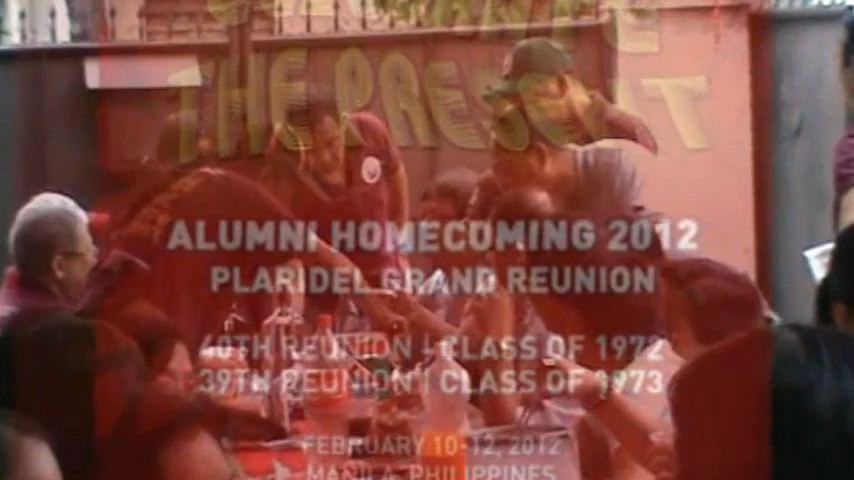 THE PRESENT
ALUMNI HOMECOMING 2012
PLARIDEL GRAND REUNION
40TH REUNION | CLASS OF 1972
39TH REUNION | CLASS OF 1973
FEBRUARY 10-12, 2012
MANILA, PHILIPPINES